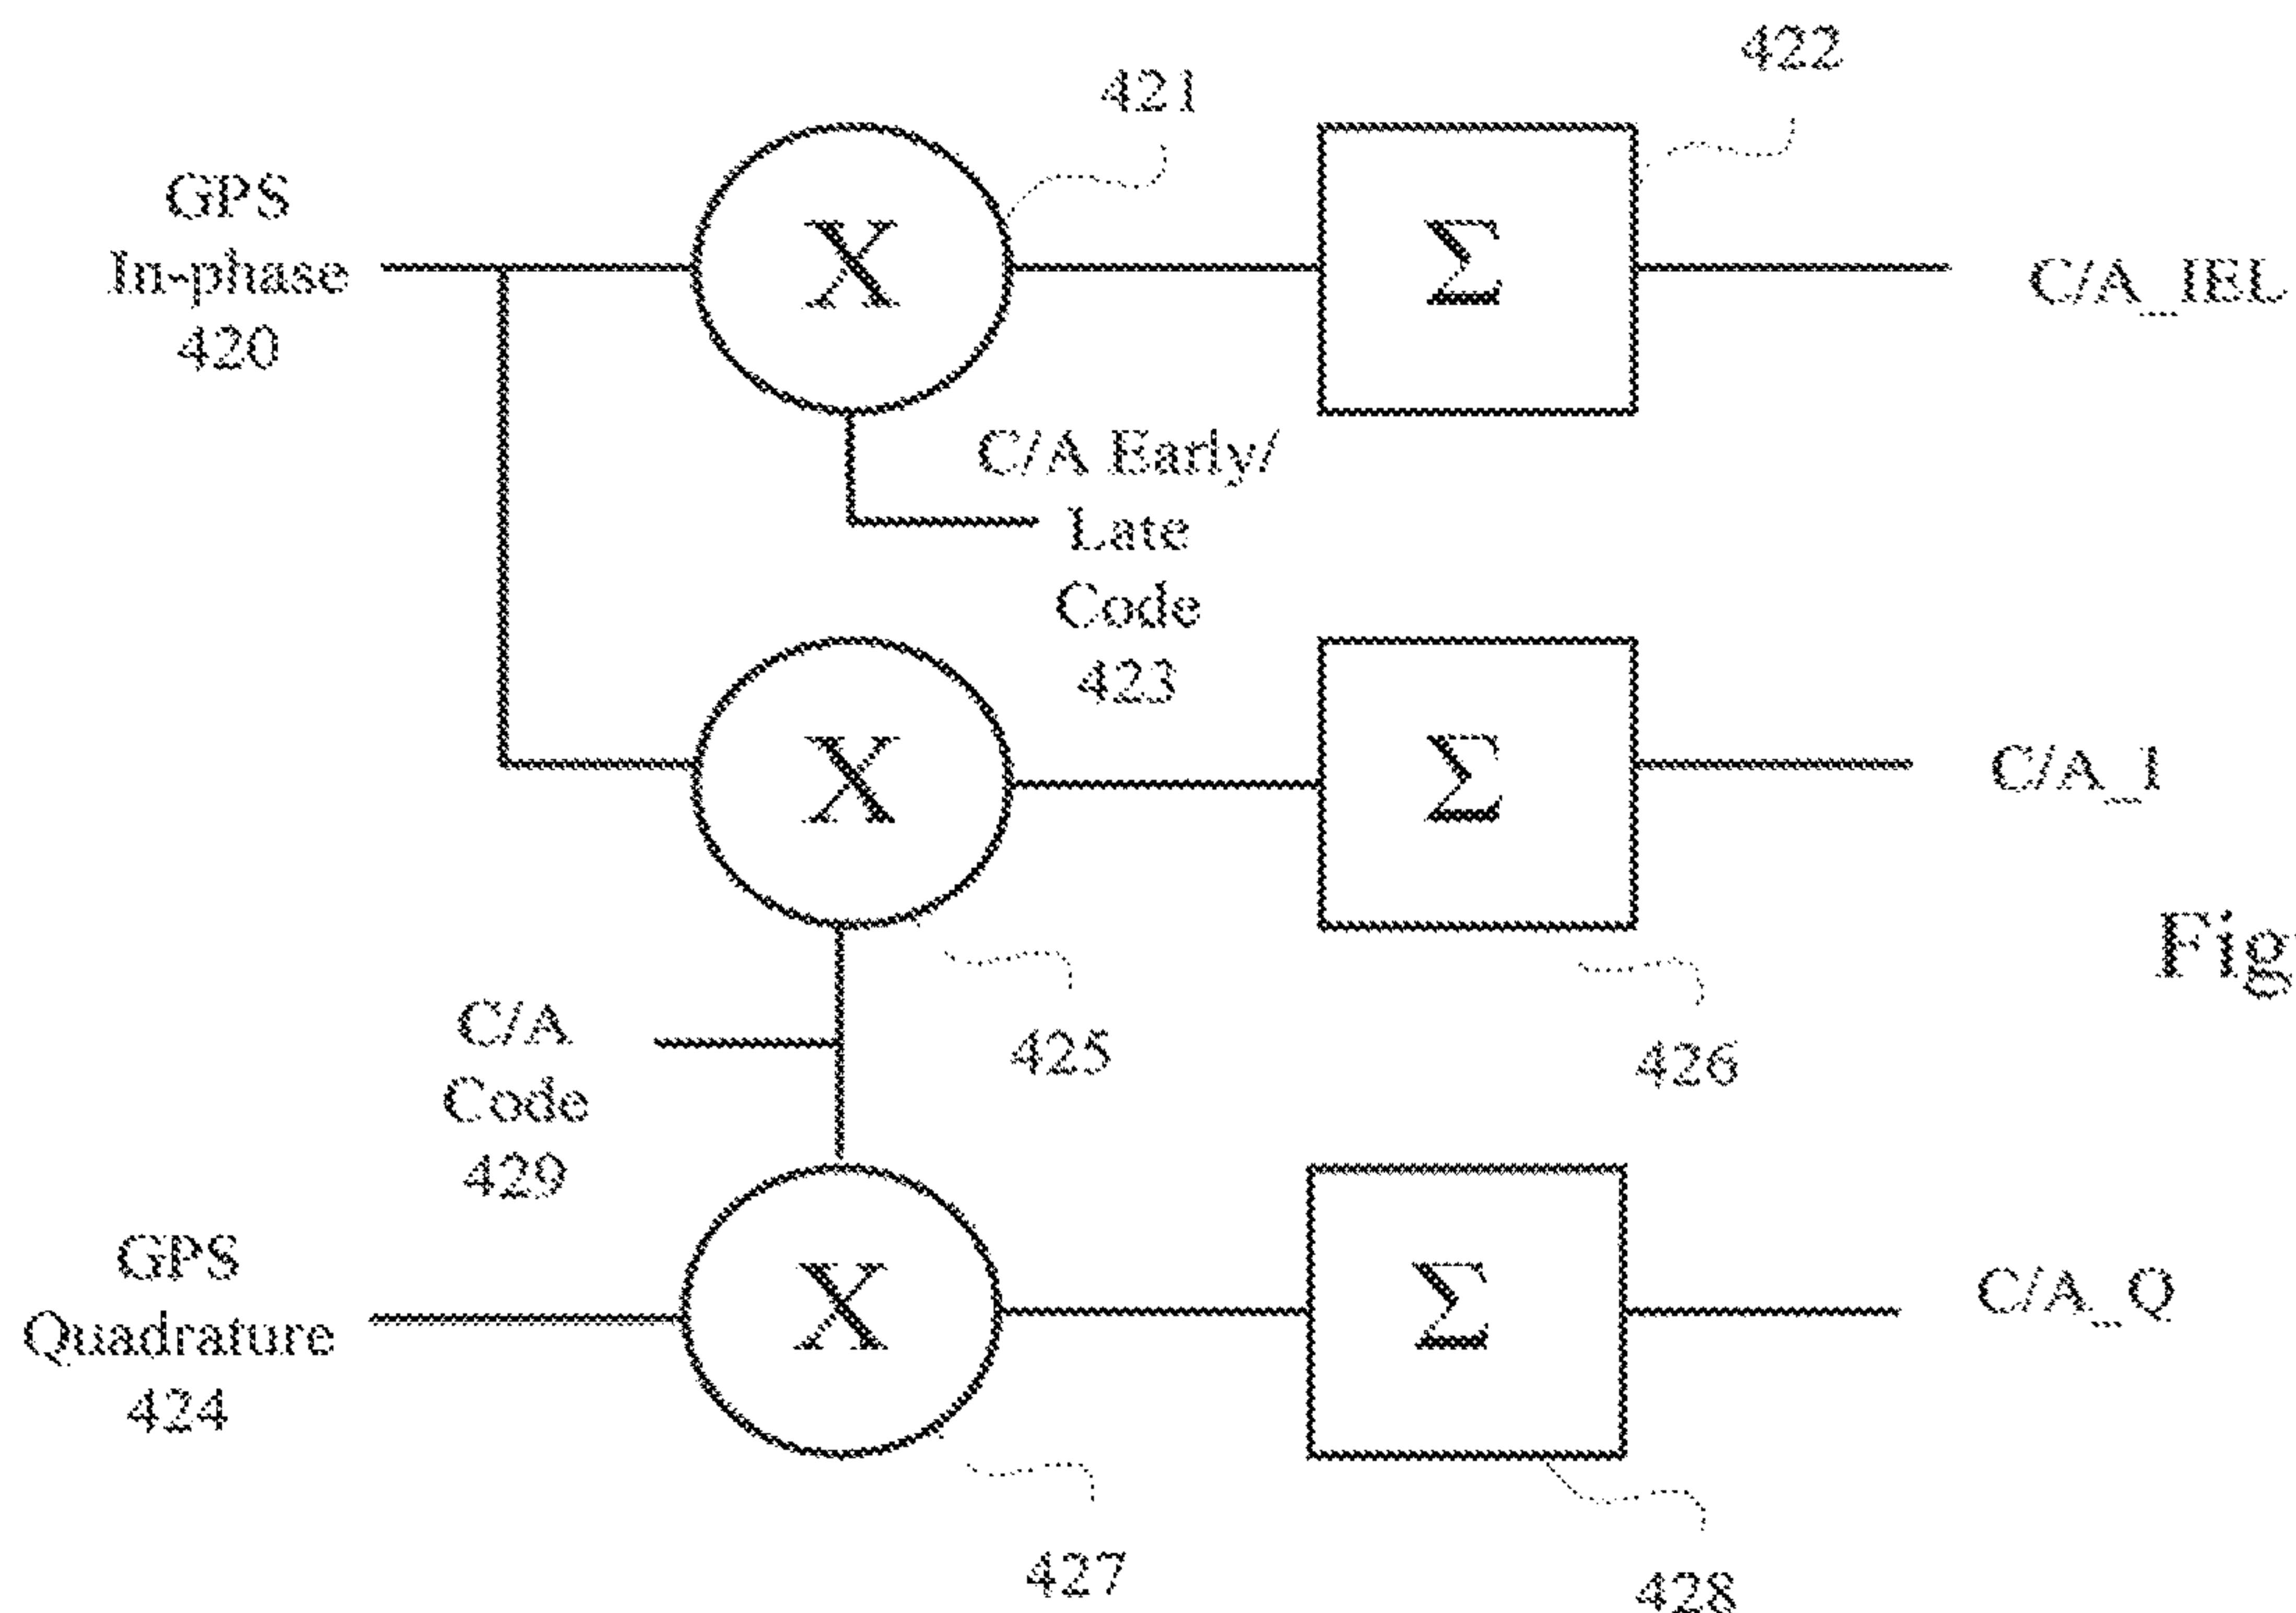 422
421
GPS
In-phase
420
X
Σ
C/A_IEL
C/A Early/
Late
Code
423
X
Σ
C/A_I
Fig
C/A
Code
429
425
426
GPS
Quadrature
424
X
Σ
C/A_Q
427
428